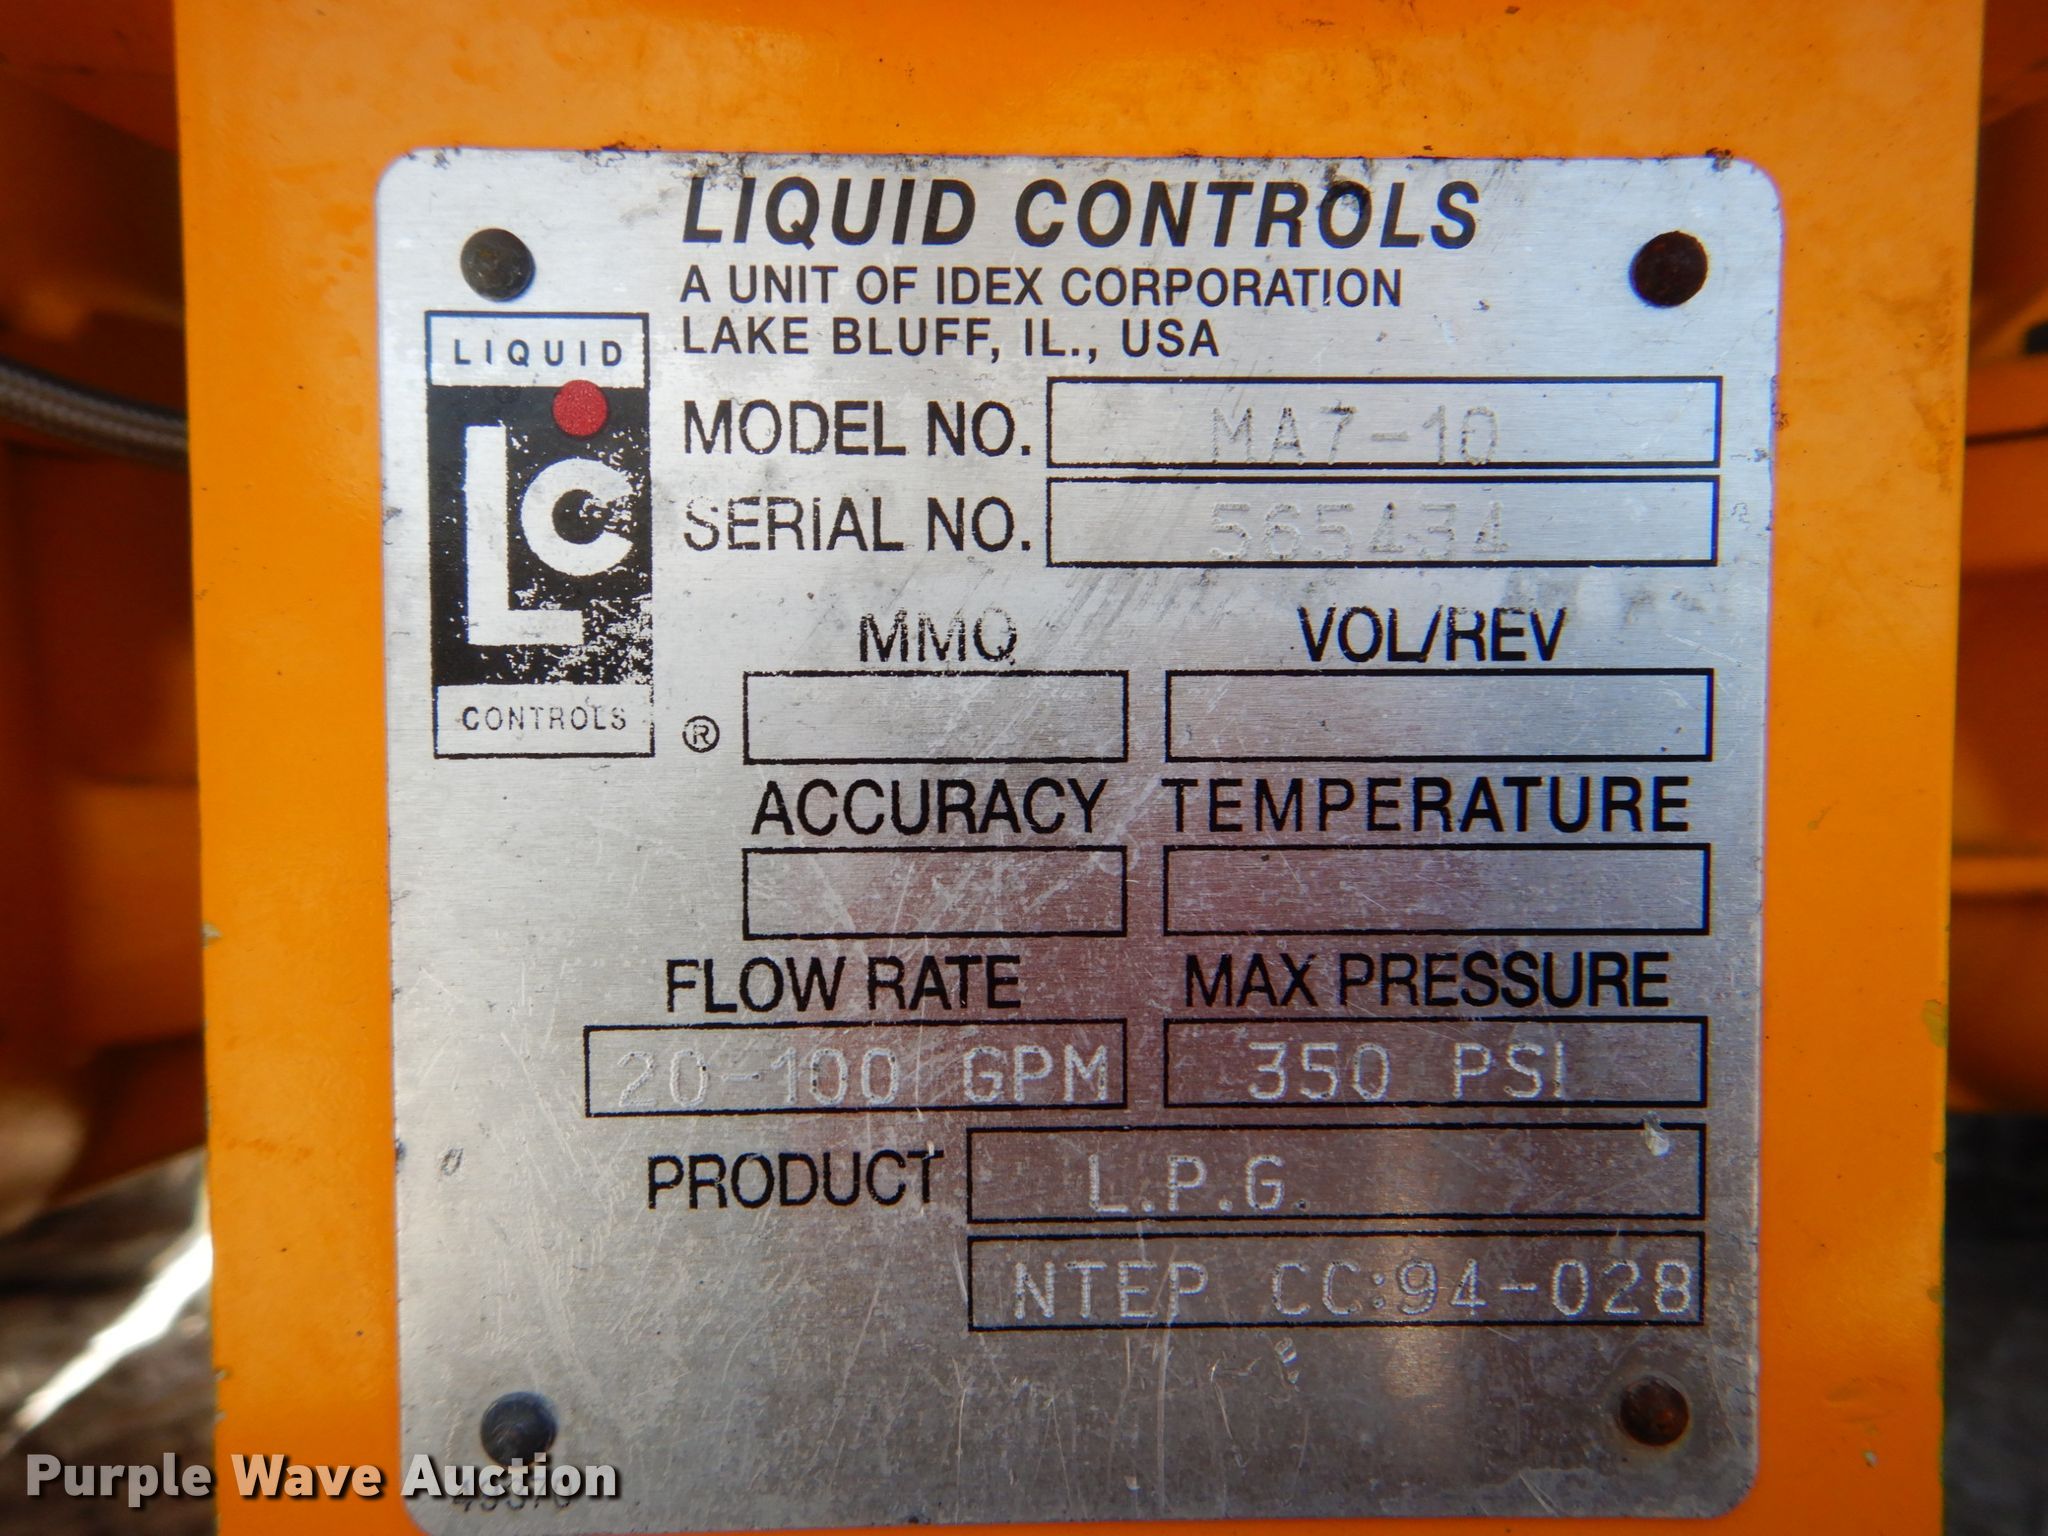 LIQUID CONTROLS
A UNIT OF IDEX CORPORATION
LAKE BLUFF, IL., USA
LIQUID
LC
CONTROLS
®
MODEL NO. MA7-10
SERIAL NO. 565434
MMQ VOL/REV
ACCURACY TEMPERATURE
FLOW RATE MAX PRESSURE
20-100 GPM 350 PSI
PRODUCT L.P.G.
NTEP CC:94-028
Purple Wave Auction